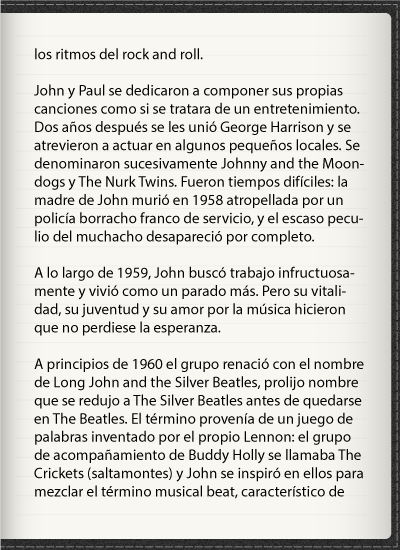 los ritmos del rock and roll.
John y Paul se dedicaron a componer sus propias
canciones como si se tratara de un entretenimiento.
Dos años después se les unió George Harrison y se
atrevieron a actuar en algunos pequeños locales. Se
denominaron sucesivamente Johnny and the Moon-
dogs y The Nurk Twins. Fueron tiempos difíciles: la
madre de John murió en 1958 atropellada por un
policía borracho franco de servicio, y el escaso pecu-
lio del muchacho desapareció por completo.
A lo largo de 1959, John buscó trabajo infructuosa-
mente y vivió como un parado más. Pero su vitali-
dad, su juventud y su amor por la música hicieron
que no perdiese la esperanza.
A principios de 1960 el grupo renació con el nombre
de Long John and the Silver Beatles, prolijo nombre
que se redujo a The Silver Beatles antes de quedarse
en The Beatles. El término provenía de un juego de
palabras inventado por el propio Lennon: el grupo
de acompañamiento de Buddy Holly se llamaba The
Crickets (saltamontes) y John se inspiró en ellos para
mezclar el término musical beat, característico de